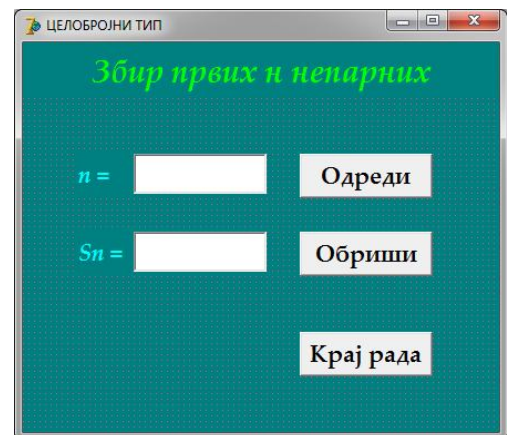 ЦЕЛОБРОЈНИ ТИП
Збир првих н непарних
n = Одреди
Sn = Обриши
Крај рада